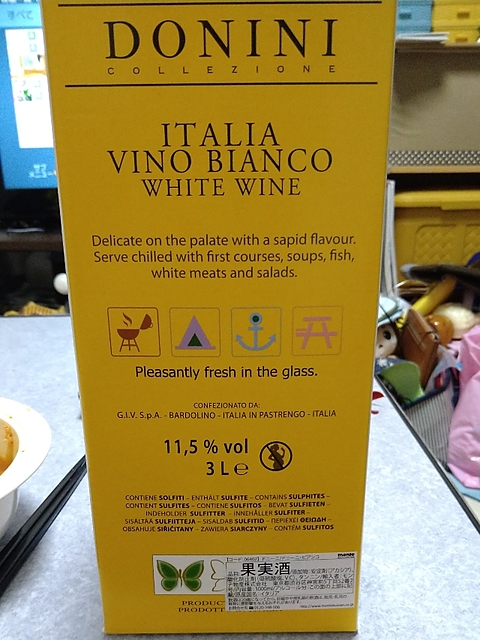 DONINI
COLLEZIONE
ITALIA
VINO BIANCO
WHITE WINE
Delicate on the palate with a sapid flavour.
Serve chilled with first courses, soups, fish,
white meats and salads.
Pleasantly fresh in the glass.
CONFEZIONATO DA:
G.I.V. S.p.A. - BARDOLINO - ITALIA IN PASTRENGO - ITALIA
11,5 % vol
3 L e
CONTIENE SOLFITI – ENTHÄLT SULFITE – CONTAINS SULPHITES –
CONTIENT SULFITES – CONTIENE SULFITOS – BEVAT SULFIETEN –
INDEHOLDER SULFITTER – INNEHÅLLER SULFITER –
SISÄLTÄÄ SULFIITTEJA – SISALDAB SULFITID – ΠΕΡΙΕΧΕΙ ΘΕΙΩΔΗ –
OBSAHUJE SIŘIČITANY – ZAWIERA SIARCZYNY – CONTÉM SULFITOS
果実酒
PRODUC
PRODOTT